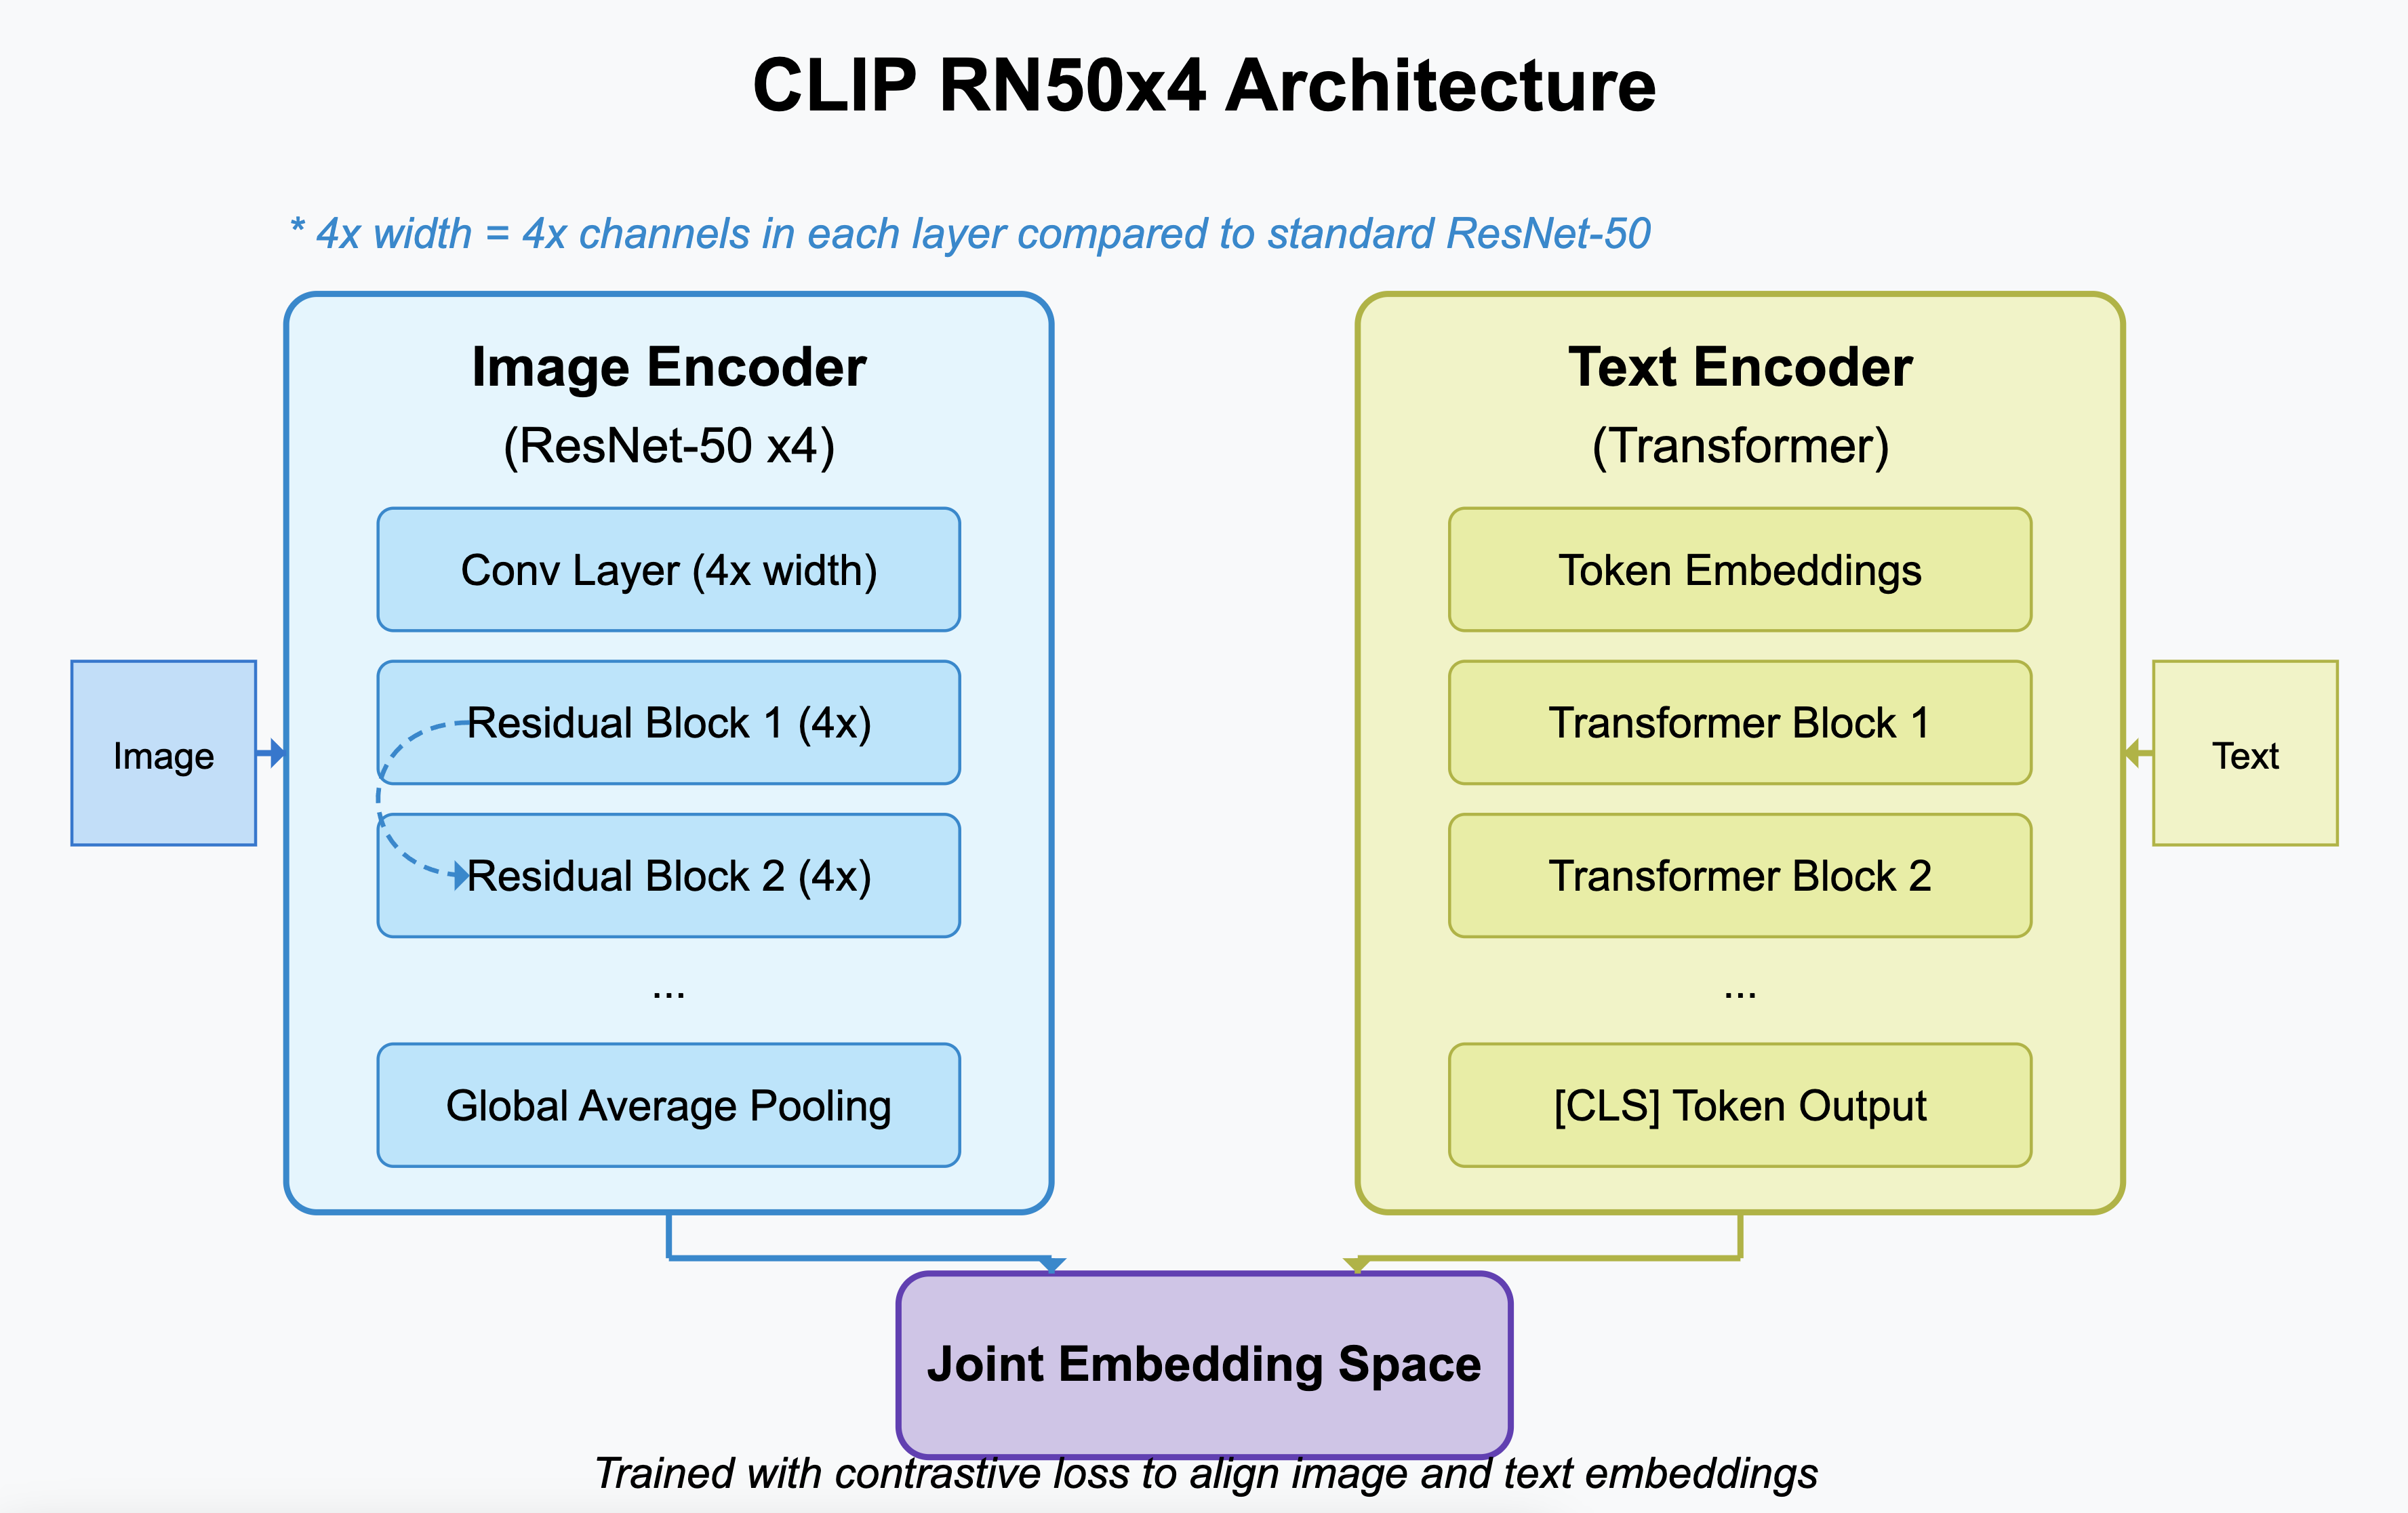 CLIP RN50x4 Architecture
* 4x width = 4x channels in each layer compared to standard ResNet-50
Image Encoder
(ResNet-50 x4)
Conv Layer (4x width)
Residual Block 1 (4x)
Residual Block 2 (4x)
...
Global Average Pooling
Image
Text Encoder
(Transformer)
Token Embeddings
Transformer Block 1
Transformer Block 2
...
[CLS] Token Output
Text
Joint Embedding Space
Trained with contrastive loss to align image and text embeddings